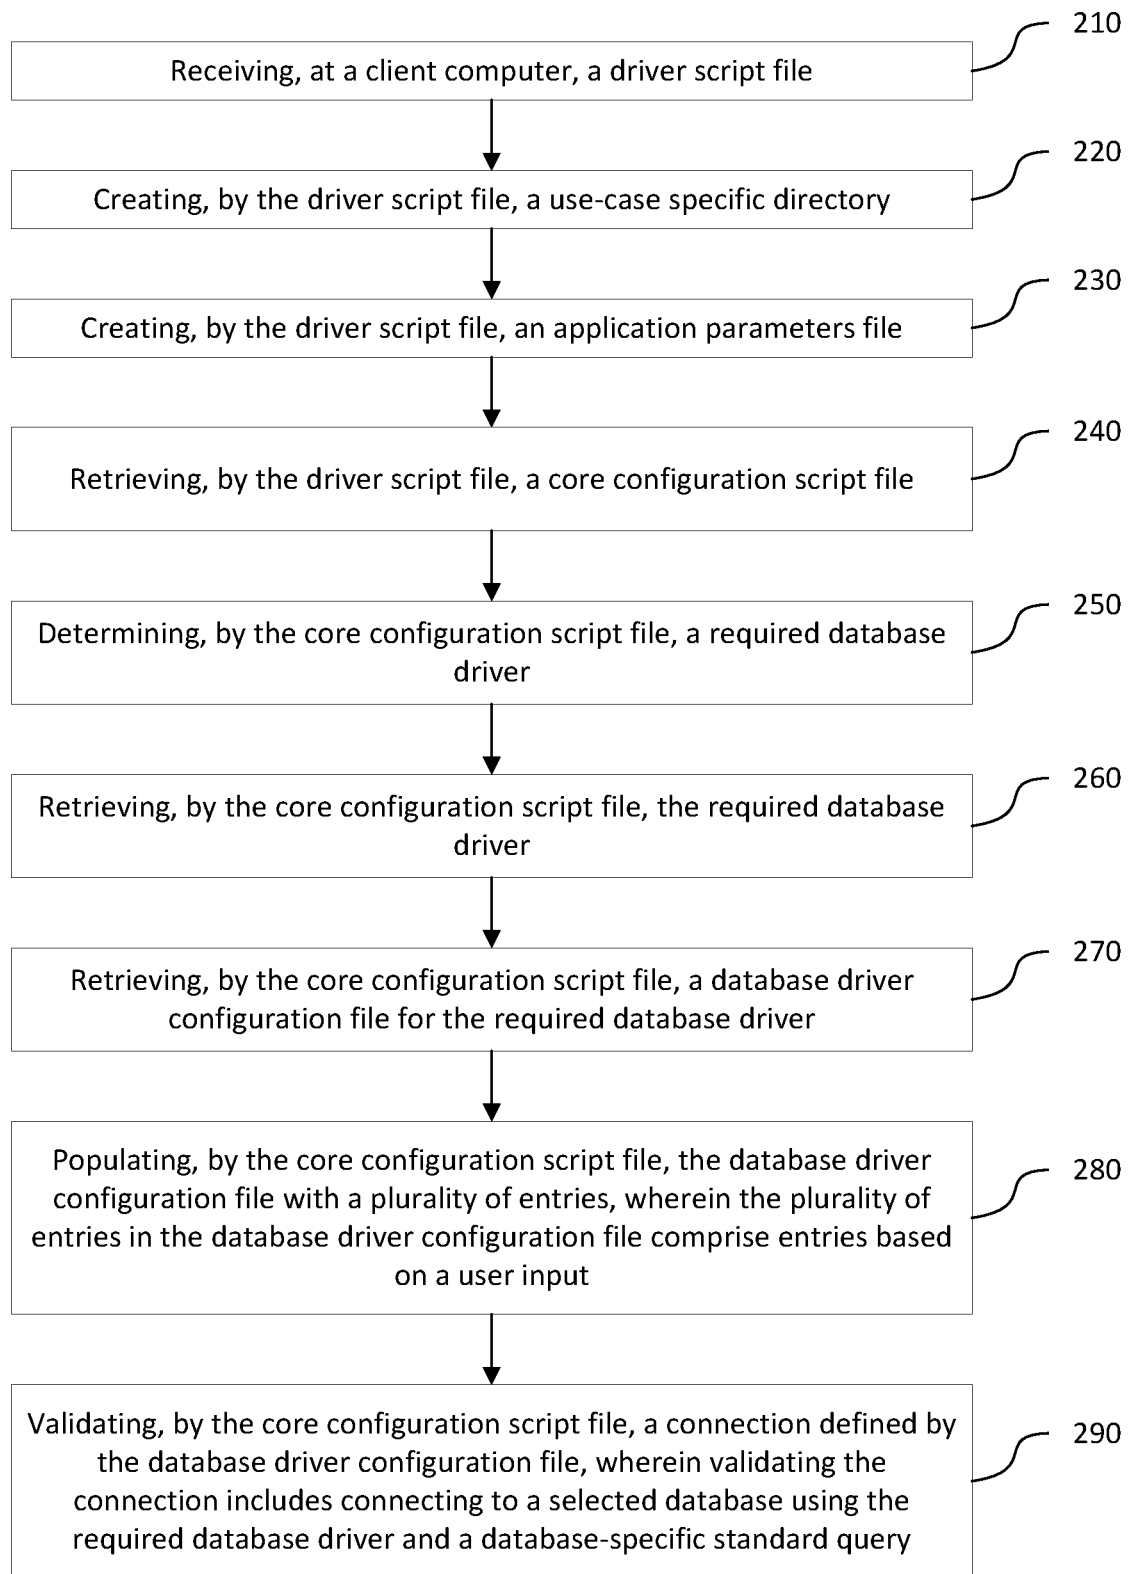 210
Receiving, at a client computer, a driver script file
220
Creating, by the driver script file, a use-case specific directory
230
Creating, by the driver script file, an application parameters file
240
Retrieving, by the driver script file, a core configuration script file
250
Determining, by the core configuration script file, a required database
driver
260
Retrieving, by the core configuration script file, the required database
driver
270
Retrieving, by the core configuration script file, a database driver
configuration file for the required database driver
280
Populating, by the core configuration script file, the database driver
configuration file with a plurality of entries, wherein the plurality of
entries in the database driver configuration file comprise entries based
on a user input
290
Validating, by the core configuration script file, a connection defined by
the database driver configuration file, wherein validating the
connection includes connecting to a selected database using the
required database driver and a database-specific standard query